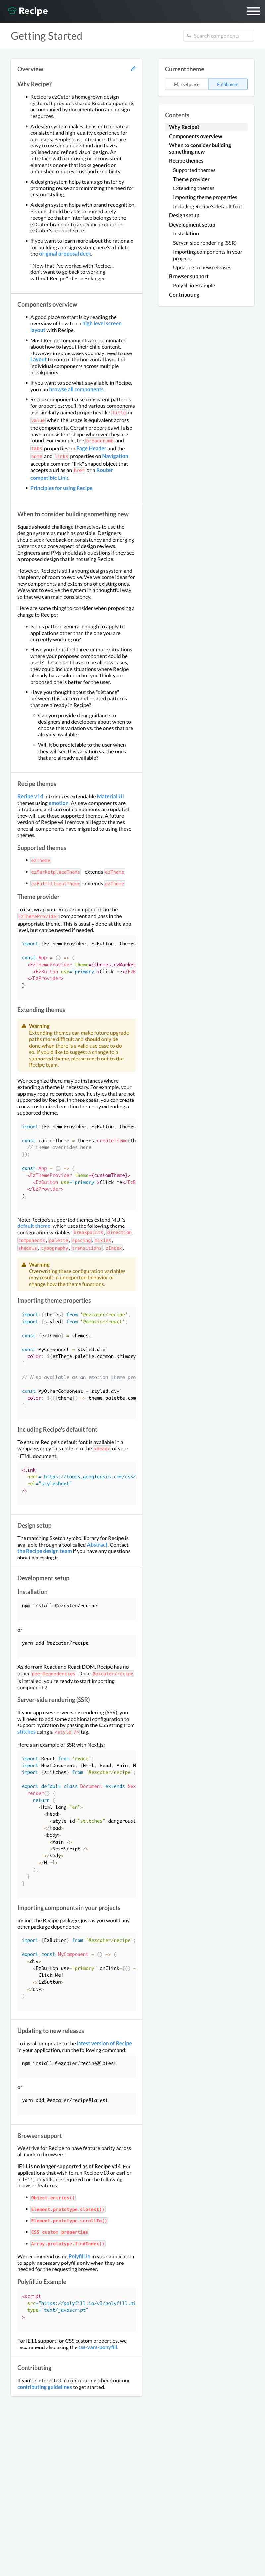 Recipe
Getting Started
Search components
Overview
Why Recipe?
Recipe is ezCater's homegrown design
system. It provides shared React components
accompanied by documentation and design
resources.
A design system makes it easier to create a
consistent and high-quality experience for
our end users. People associate us and our
work with a distinct set of features that are
related and form a defined style or refined
visual design. An interface with no
consistency can be confusing or frustrating
to end users because it looks and works
differently than what one is used to, or has
learned to understand.
A design system helps teams go faster by
promoting reuse and minimizing the need for
custom styling.
A design system helps with brand recognition.
People should be able to immediately
recognize that an interface or product is
ezCater or even more specifically that a
product is ezCater for Customers, or
ezCater's internal products.
If you want to learn more about the rationale
for building a design system, here's a link to
the original proposal deck.
"Now that I've worked with Recipe, I
don't want to go back to working
without Recipe." -Jesse Belanger
Components overview
A good place to start is by reading the
overview of how to do high level screen
layout with Recipe.
Most Recipe components are opinionated
about how to layout their child content.
However in some cases you may need to use
Layout to control the horizontal layout of
individual components across multiple
breakpoints.
If you want to see what's available in Recipe,
you can browse all components.
Recipe components use consistent patterns
for properties; you'll find various components
use similarly named properties like title or
value when the usage is equivalent across
the components. Certain properties will also
have a consistent shape wherever they are
found. For example, the breadcrumb and
tabs properties on Page Header and the
home and links properties on Navigation
accept a common "link" shaped object that
accepts a url as an href or a Router
compatible Link.
Principles for using Recipe
When to consider building something new
Squads should challenge themselves to use the
design system as much as possible. Designers
should be considering existing paradigms and keeping
consistency as a core aspect of design reviews.
Engineers and PMs should ask questions if they see
a proposed design that is not using Recipe.
However, Recipe is still a young design system and
has plenty of room to evolve. We will regularly see
new components and extensions of existing ones.
We want to evolve the system in a thoughtful way
so that we can maintain consistency.
Here are some things to consider when proposing a
change to Recipe:
Is this pattern general enough to apply to
applications other than the one you are
currently working on?
Have you identified three or more situations
where your proposed component could be
used? These don't have to be all new cases,
they could include situations where Recipe
already has a solution but you think your
proposed one is better for the user.
Have you thought about the "distance"
between this pattern and related patterns
that are already in Recipe?
Can you provide clear guidance to
designers and developers about when to
choose this variation vs. the ones that are
already available?
Will it be predictable to the user when
they will see this variation vs. the ones
that are already available?
Recipe themes
Recipe v14 introduces extendable Material UI
themes using emotion. As new components are
introduced and current components are updated,
they will use these supported themes. A future
version of Recipe will remove all legacy themes
once all components have migrated to using these
themes.
Supported themes
ezTheme
ezMarketplaceTheme - extends ezTheme
ezFulfillmentTheme - extends ezTheme
Theme provider
To use, wrap your Recipe components in the
EzThemeProvider component and pass in the
appropriate theme. This is usually done at the app
level, but can be nested if needed.
import {EzThemeProvider, EzButton, themes
const App = () => (
<EzThemeProvider theme={themes.ezMarket
<EzButton use="primary">Click me</EzB
</EzProvider>
);
Extending themes
Warning
Extending themes can make future upgrade
paths more difficult and should only be
done when there is a valid use case to do
so. If you'd like to suggest a change to a
supported theme, please reach out to the
Recipe team.
We recognize there may be instances where
extending a theme is necessary. For example, your
app may require context-specific styles that are not
supported by Recipe. In these cases, you can create
a new customized emotion theme by extending a
supported theme.
import {EzThemeProvider, EzButton, themes
const customTheme = themes.createTheme(th
// theme overrides here
});
const App = () => (
<EzThemeProvider theme={customTheme}>
<EzButton use="primary">Click me</EzB
</EzProvider>
);
Note: Recipe's supported themes extend MUI's
default theme, which uses the following theme
configuration variables: breakpoints, direction,
components, palette, spacing, mixins,
shadows, typography, transitions, zIndex.
Warning
Overwriting these configuration variables
may result in unexpected behavior or
change how the theme functions.
Importing theme properties
import {themes} from '@ezcater/recipe';
import {styled} from '@emotion/react';
const {ezTheme} = themes;
const MyComponent = styled div`
color: ${ezTheme.palette.common.primary
`;
// Also available as an emotion theme pro
const MyOtherComponent = styled div`
color: ${({theme}) => theme.palette.com
`;
Including Recipe's default font
To ensure Recipe's default font is available in a
webpage, copy this code into the <head> of your
HTML document.
<link
href="https://fonts.googleapis.com/css2
rel="stylesheet"
/>
Design setup
The matching Sketch symbol library for Recipe is
available through a tool called Abstract. Contact
the Recipe design team if you have any questions
about accessing it.
Development setup
Installation
npm install @ezcater/recipe
or
yarn add @ezcater/recipe
Aside from React and React DOM, Recipe has no
other peerDependencies. Once @ezcater/recipe
is installed, you're ready to start importing
components!
Server-side rendering (SSR)
If your app uses server-side rendering (SSR), you
will need to add some additional configuration to
support hydration by passing in the CSS string from
stitches using a <style /> tag.
Here's an example of SSR with Next.js:
import React from 'react';
import NextDocument, {Html, Head, Main, N
import {stitches} from '@ezcater/recipe';
export default class Document extends Nex
render() {
return (
<Html lang="en">
<Head>
<style id="stitches" dangerousl
</Head>
<body>
<Main />
<NextScript />
</body>
</Html>
);
}
}
Importing components in your projects
Import the Recipe package, just as you would any
other package dependency:
import {EzButton} from '@ezcater/recipe';
export const MyComponent = () => (
<div>
<EzButton use="primary" onClick={() =
Click Me!
</EzButton>
</div>
);
Updating to new releases
To install or update to the latest version of Recipe
in your application, run the following command:
npm install @ezcater/recipe@latest
or
yarn add @ezcater/recipe@latest
Browser support
We strive for Recipe to have feature parity across
all modern browsers.
IE11 is no longer supported as of Recipe v14. For
applications that wish to run Recipe v13 or earlier
in IE11, polyfills are required for the following
browser features:
Object.entries()
Element.prototype.closest()
Element.prototype.scrollTo()
CSS custom properties
Array.prototype.findIndex()
We recommend using Polyfill.io in your application
to apply necessary polyfills only when they are
needed for the requesting browser.
Polyfill.io Example
<script
src="https://polyfill.io/v3/polyfill.mi
type="text/javascript"
>
For IE11 support for CSS custom properties, we
recommend also using the css-vars-ponyfill.
Contributing
If you're interested in contributing, check out our
contributing guidelines to get started.
Current theme
Marketplace
Fulfillment
Contents
Why Recipe?
Components overview
When to consider building
something new
Recipe themes
Supported themes
Theme provider
Extending themes
Importing theme properties
Including Recipe's default font
Design setup
Development setup
Installation
Server-side rendering (SSR)
Importing components in your
projects
Updating to new releases
Browser support
Polyfill.io Example
Contributing